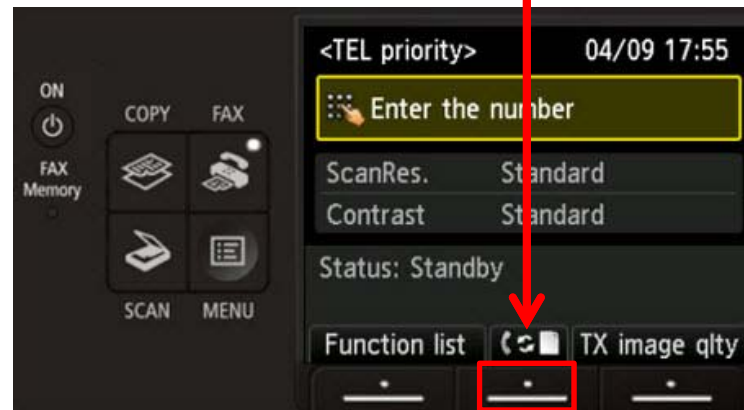 <TEL priority> 04/09 17:55
ON
COPY FAX
Enter the number
FAX
Memory
ScanRes. Standard
Contrast Standard
Status: Standby
SCAN MENU
Function list TX image qlty